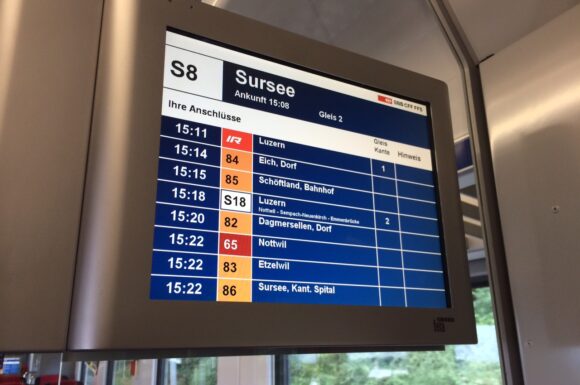 S8 Sursee SBB CFF FFS
Ankunft 15:08 Gleis 2
Ihre Anschlüsse Gleis Kante Hinweis
15:11 IR Luzern 1
15:14 84 Eich, Dorf
15:15 85 Schöftland, Bahnhof
15:18 S18 Luzern 2
Nottwil - Sempach-Neuenkirch - Emmenbrücke
15:20 82 Dagmersellen, Dorf
15:22 65 Nottwil
15:22 83 Etzelwil
15:22 86 Sursee, Kant. Spital